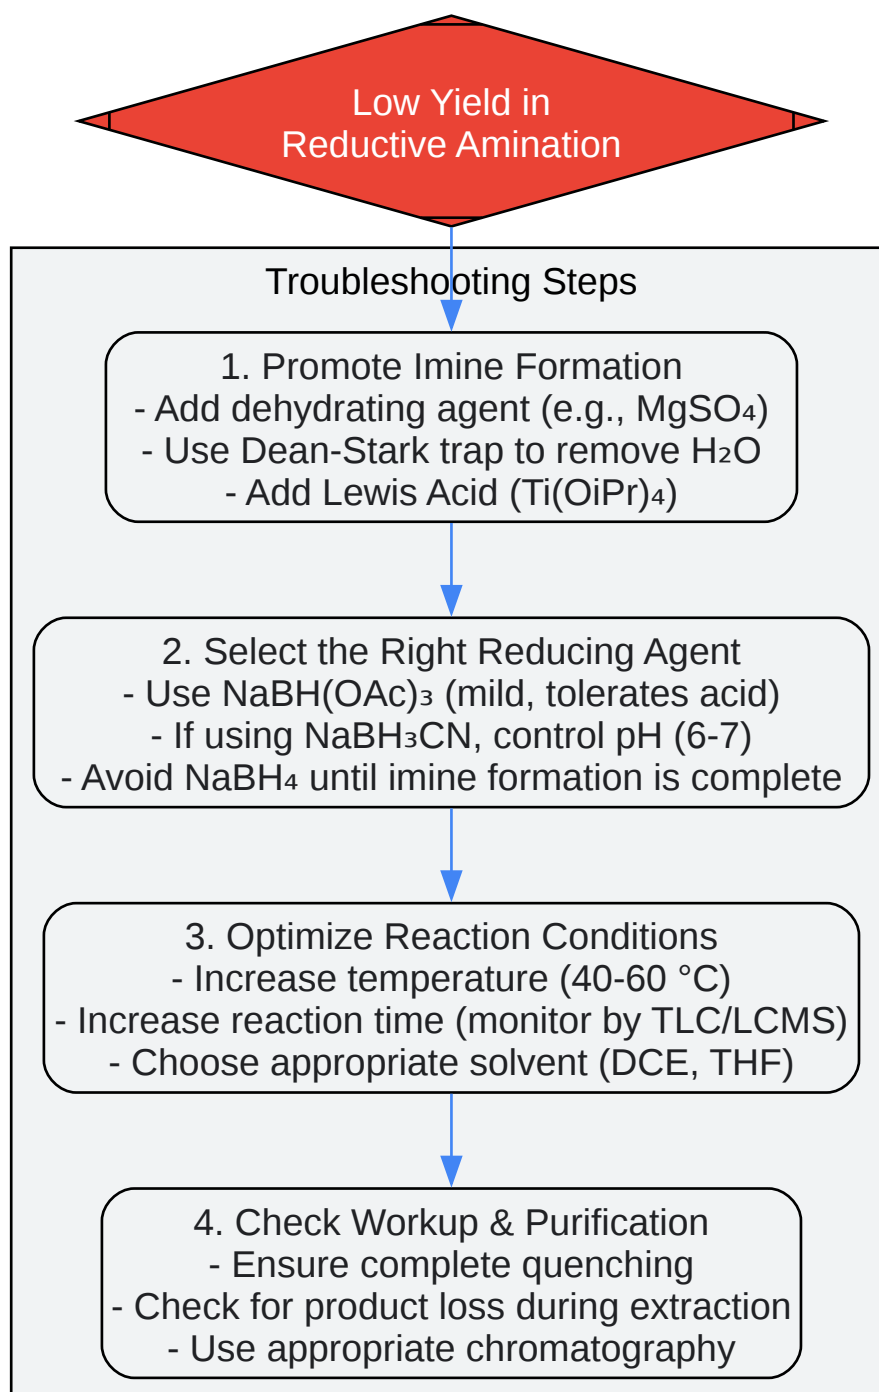 Low Yield in
Reductive Amination
Troubleshooting Steps
1. Promote Imine Formation
- Add dehydrating agent (e.g., MgSO₄)
- Use Dean-Stark trap to remove H₂O
- Add Lewis Acid (Ti(OiPr)₄)
2. Select the Right Reducing Agent
- Use NaBH(OAc)₃ (mild, tolerates acid)
- If using NaBH₃CN, control pH (6-7)
- Avoid NaBH₄ until imine formation is complete
3. Optimize Reaction Conditions
- Increase temperature (40-60 °C)
- Increase reaction time (monitor by TLC/LCMS)
- Choose appropriate solvent (DCE, THF)
4. Check Workup & Purification
- Ensure complete quenching
- Check for product loss during extraction
- Use appropriate chromatography